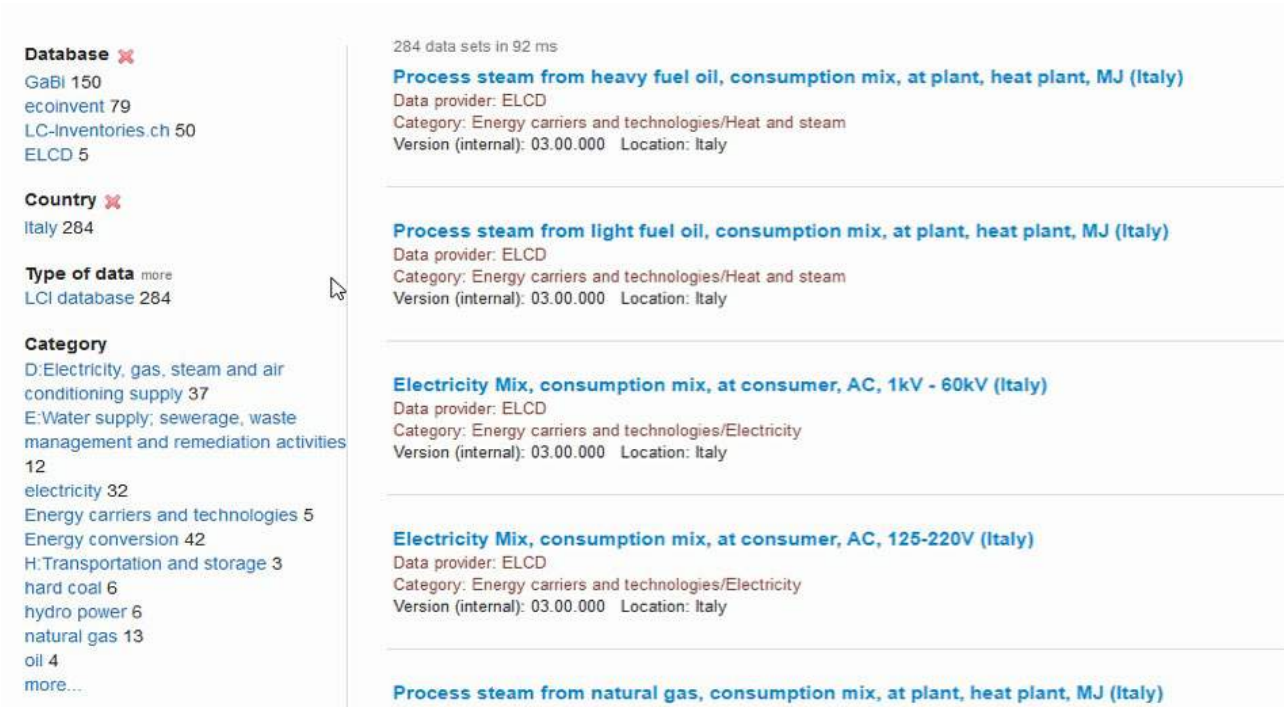 Database
GaBi 150
ecoinvent 79
LC-Inventories.ch 50
ELCD 5
Country
Italy 284
Type of data more
LCI database 284
Category
D:Electricity, gas, steam and air
conditioning supply 37
E:Water supply; sewerage, waste
management and remediation activities
12
electricity 32
Energy carriers and technologies 5
Energy conversion 42
H:Transportation and storage 3
hard coal 6
hydro power 6
natural gas 13
oil 4
more...
284 data sets in 92 ms
Process steam from heavy fuel oil, consumption mix, at plant, heat plant, MJ (Italy)
Data provider: ELCD
Category: Energy carriers and technologies/Heat and steam
Version (internal): 03.00.000 Location: Italy
Process steam from light fuel oil, consumption mix, at plant, heat plant, MJ (Italy)
Data provider: ELCD
Category: Energy carriers and technologies/Heat and steam
Version (internal): 03.00.000 Location: Italy
Electricity Mix, consumption mix, at consumer, AC, 1kV - 60kV (Italy)
Data provider: ELCD
Category: Energy carriers and technologies/Electricity
Version (internal): 03.00.000 Location: Italy
Electricity Mix, consumption mix, at consumer, AC, 125-220V (Italy)
Data provider: ELCD
Category: Energy carriers and technologies/Electricity
Version (internal): 03.00.000 Location: Italy
Process steam from natural gas, consumption mix, at plant, heat plant, MJ (Italy)